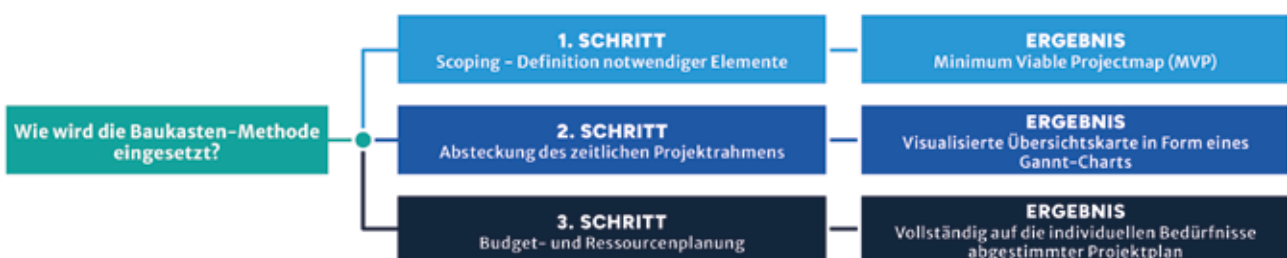 Wie wird die Baukasten-Methode
eingesetzt?
1. SCHRITT
Scoping - Definition notwendiger Elemente
ERGEBNIS
Minimum Viable Projectmap (MVP)
2. SCHRITT
Absteckung des zeitlichen Projektrahmens
ERGEBNIS
Visualisierte Übersichtskarte in Form eines
Gannt-Charts
3. SCHRITT
Budget- und Ressourcenplanung
ERGEBNIS
Vollständig auf die individuellen Bedürfnisse
abgestimmter Projektplan